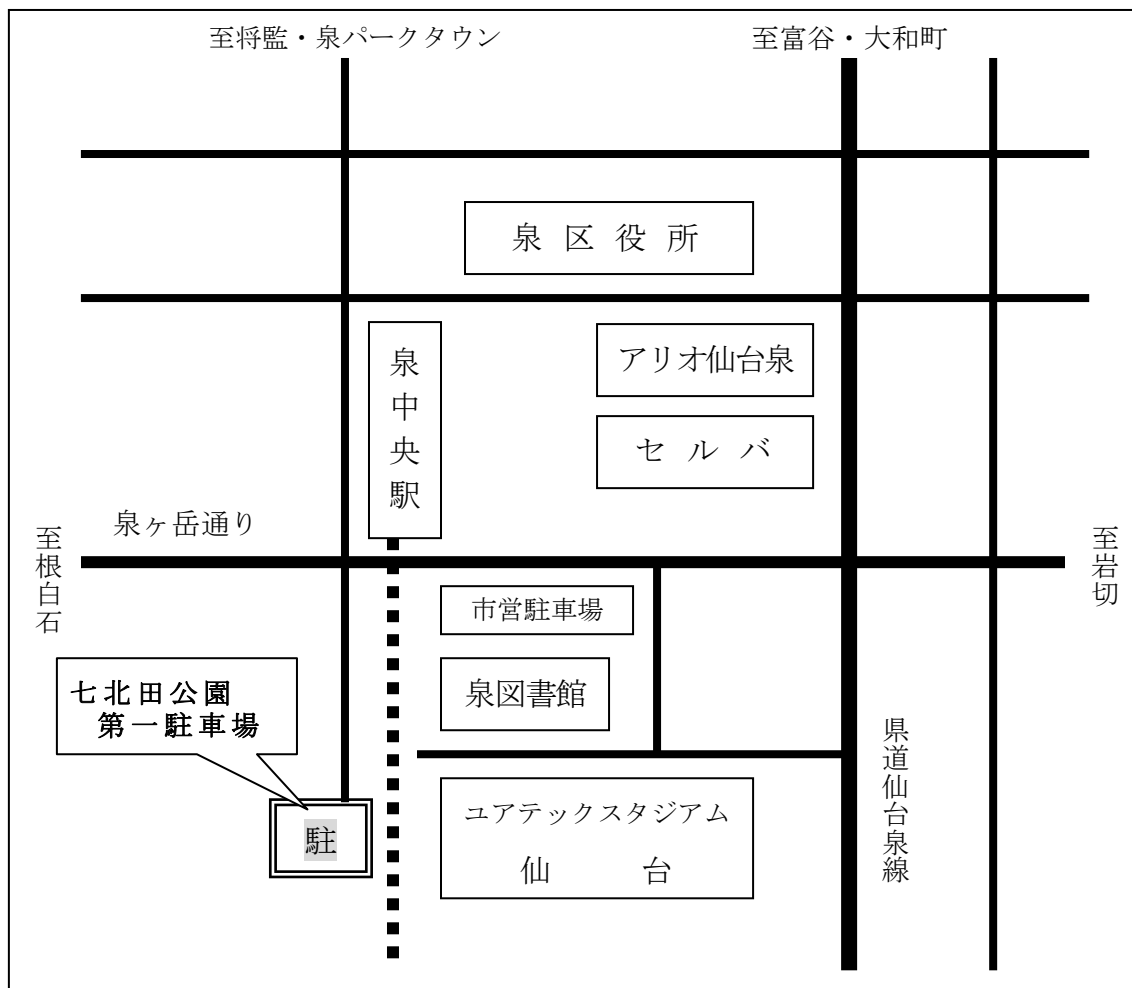 至将監・泉パークタウン
至富谷・大和町
泉区役所
アリオ仙台泉
セルバ
泉中央駅
泉ヶ岳通り
至根白石
至岩切
市営駐車場
泉図書館
七北田公園
第一駐車場
駐
ユアテックスタジアム
仙台
県道仙台泉線